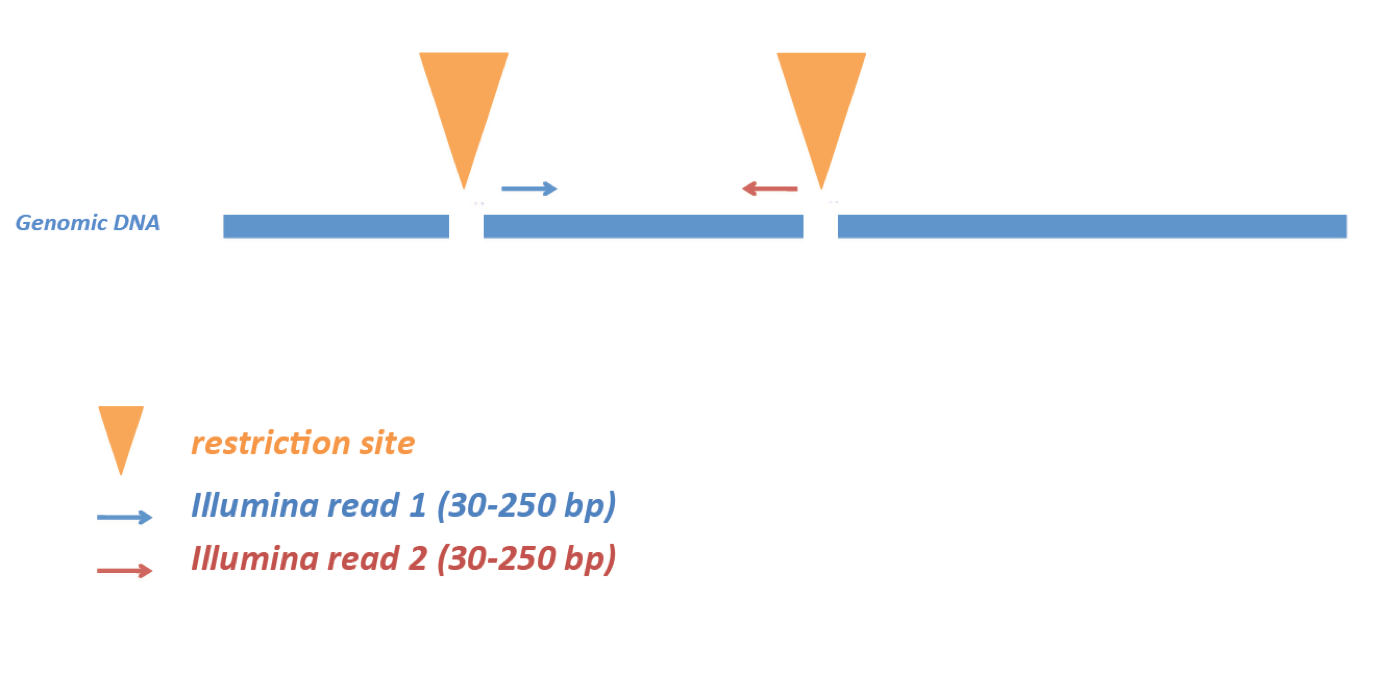 Genomic DNA
restriction site
Illumina read 1 (30-250 bp)
Illumina read 2 (30-250 bp)